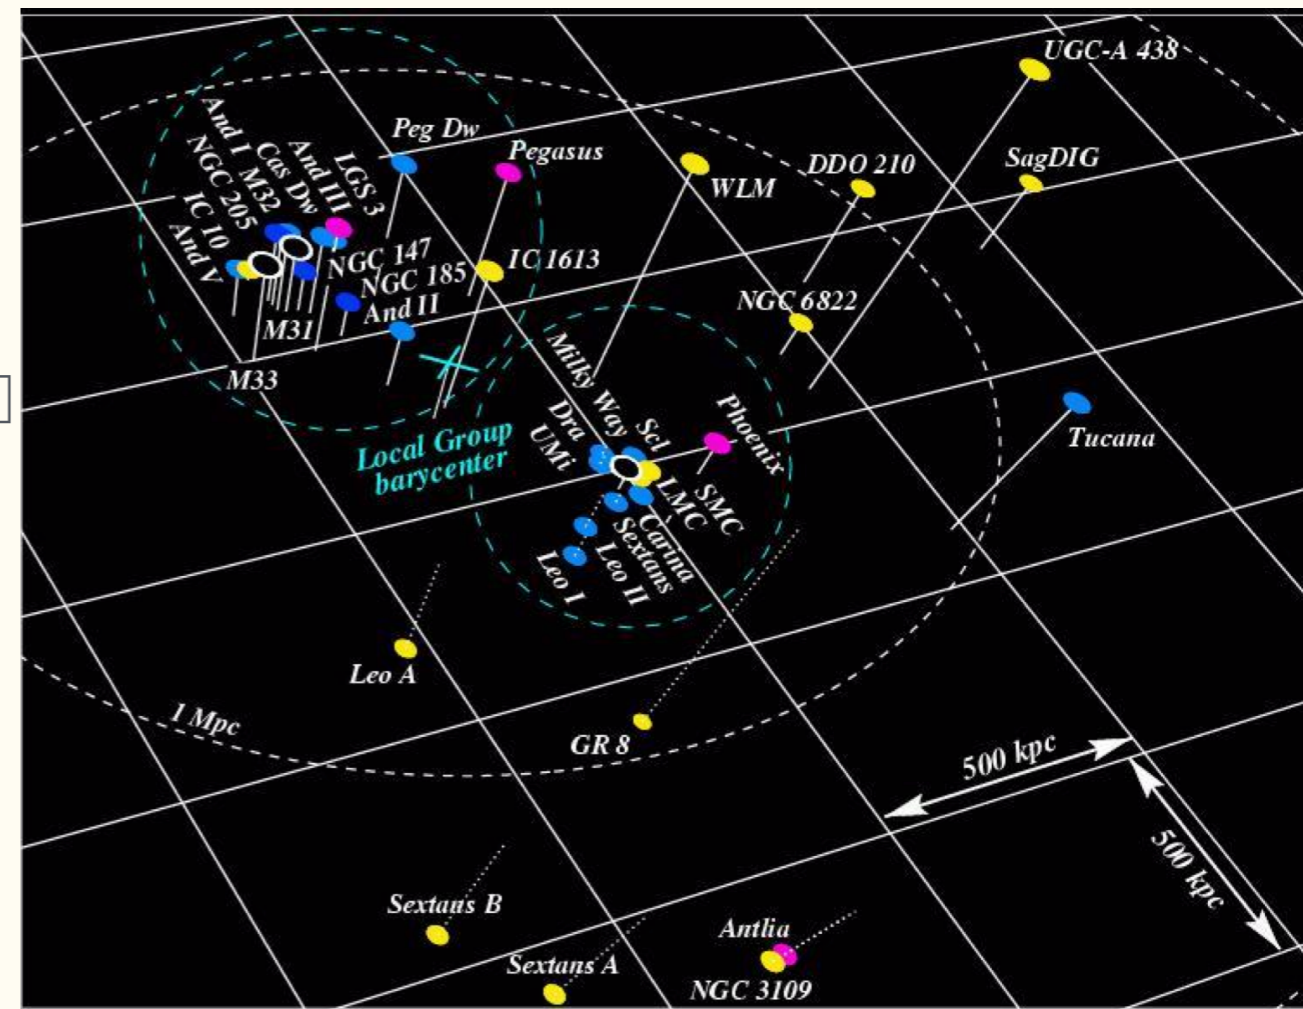 UGC-A 438
And I
M32
Cas Dw
And III
LGS 3
NGC 205
IC 10
And V
Peg Dw
Pegasus
WLM
DDO 210
SagDIG
NGC 147
NGC 185
And II
M31
M33
IC 1613
NGC 6822
Local Group
barycenter
Milky Way
Dra
UMi
Scl
Phoenix
Tucana
LMC
SMC
Carina
Sextans
Leo II
Leo I
Leo A
GR 8
1 Mpc
500 kpc
500 kpc
Sextans B
Sextans A
Antlia
NGC 3109